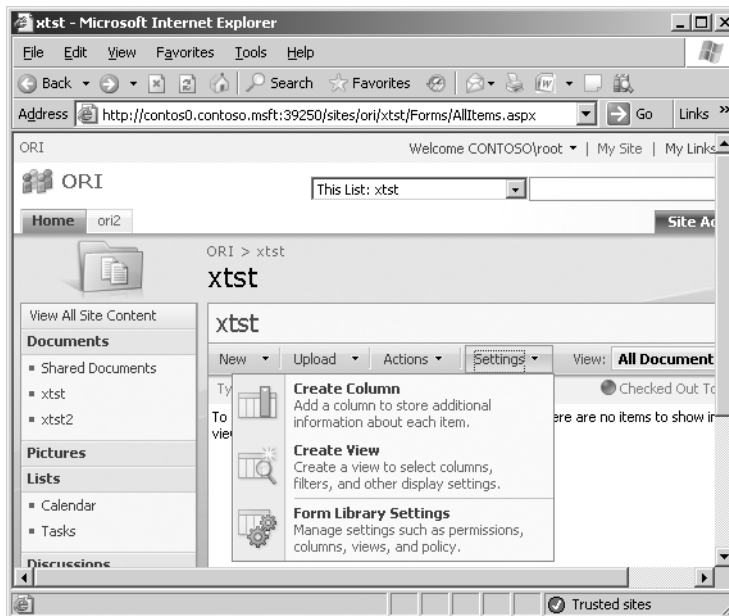 xtst - Microsoft Internet Explorer
File Edit View Favorites Tools Help
Back Search Favorites
Address http://contos0.contoso.msft:39250/sites/ori/xtst/Forms/AllItems.aspx Go Links »
ORI Welcome CONTOSO\root | My Site | My Links
ORI This List: xtst
Home ori2 Site Ac
ORI > xtst
xtst
View All Site Content
Documents
Shared Documents
xtst
xtst2
Pictures
Lists
Calendar
Tasks
Discussions
xtst
New Upload Actions Settings View: All Document
Ty Checked Out To
To ere are no items to show in
view
Create Column
Add a column to store additional
information about each item.
Create View
Create a view to select columns,
filters, and other display settings.
Form Library Settings
Manage settings such as permissions,
columns, views, and policy.
Trusted sites